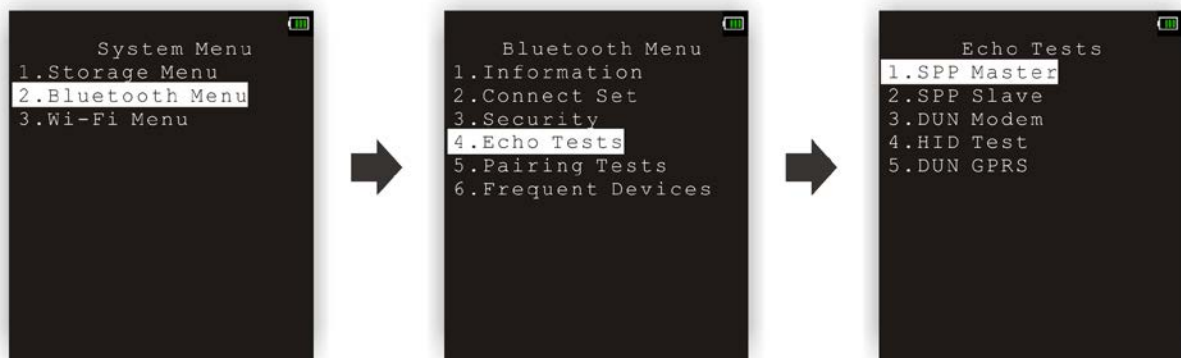 System Menu
1.Storage Menu
2.Bluetooth Menu
3.Wi-Fi Menu
Bluetooth Menu
1.Information
2.Connect Set
3.Security
4.Echo Tests
5.Pairing Tests
6.Frequent Devices
Echo Tests
1.SPP Master
2.SPP Slave
3.DUN Modem
4.HID Test
5.DUN GPRS